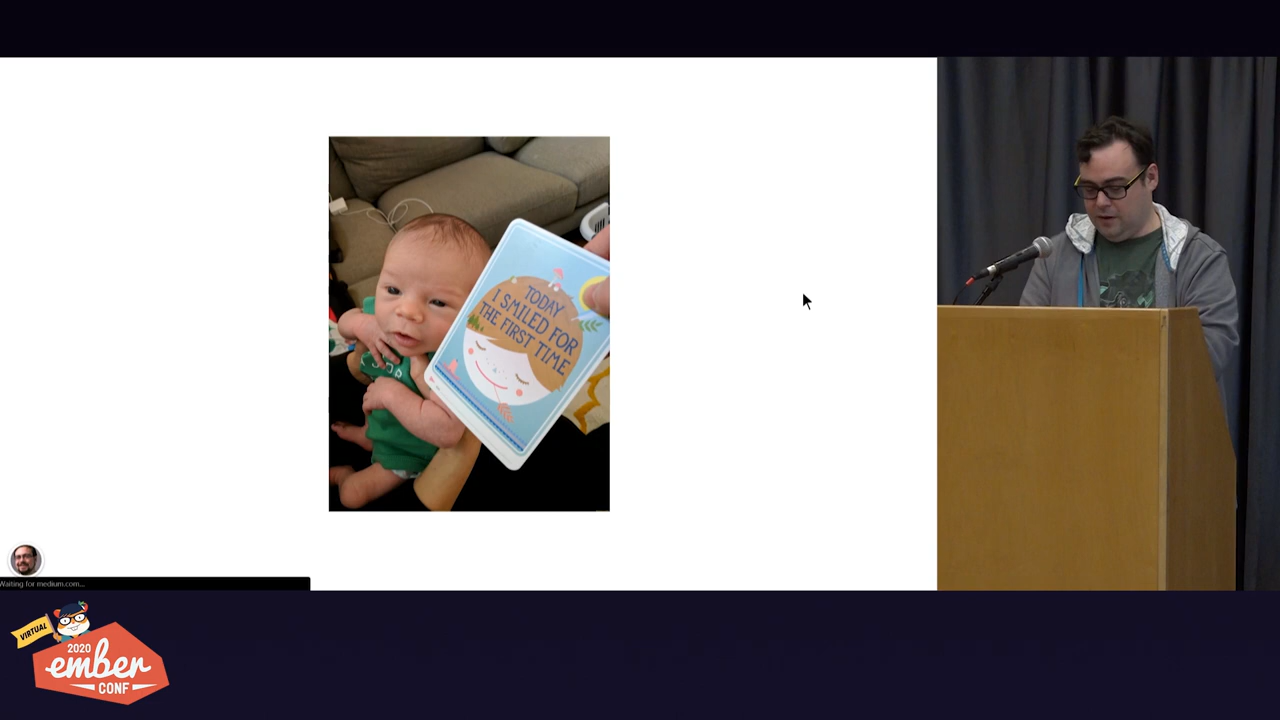 TODAY
I SMILED FOR
THE FIRST TIME
Waiting for medium.com...
VIRTUAL
2020
ember
CONF